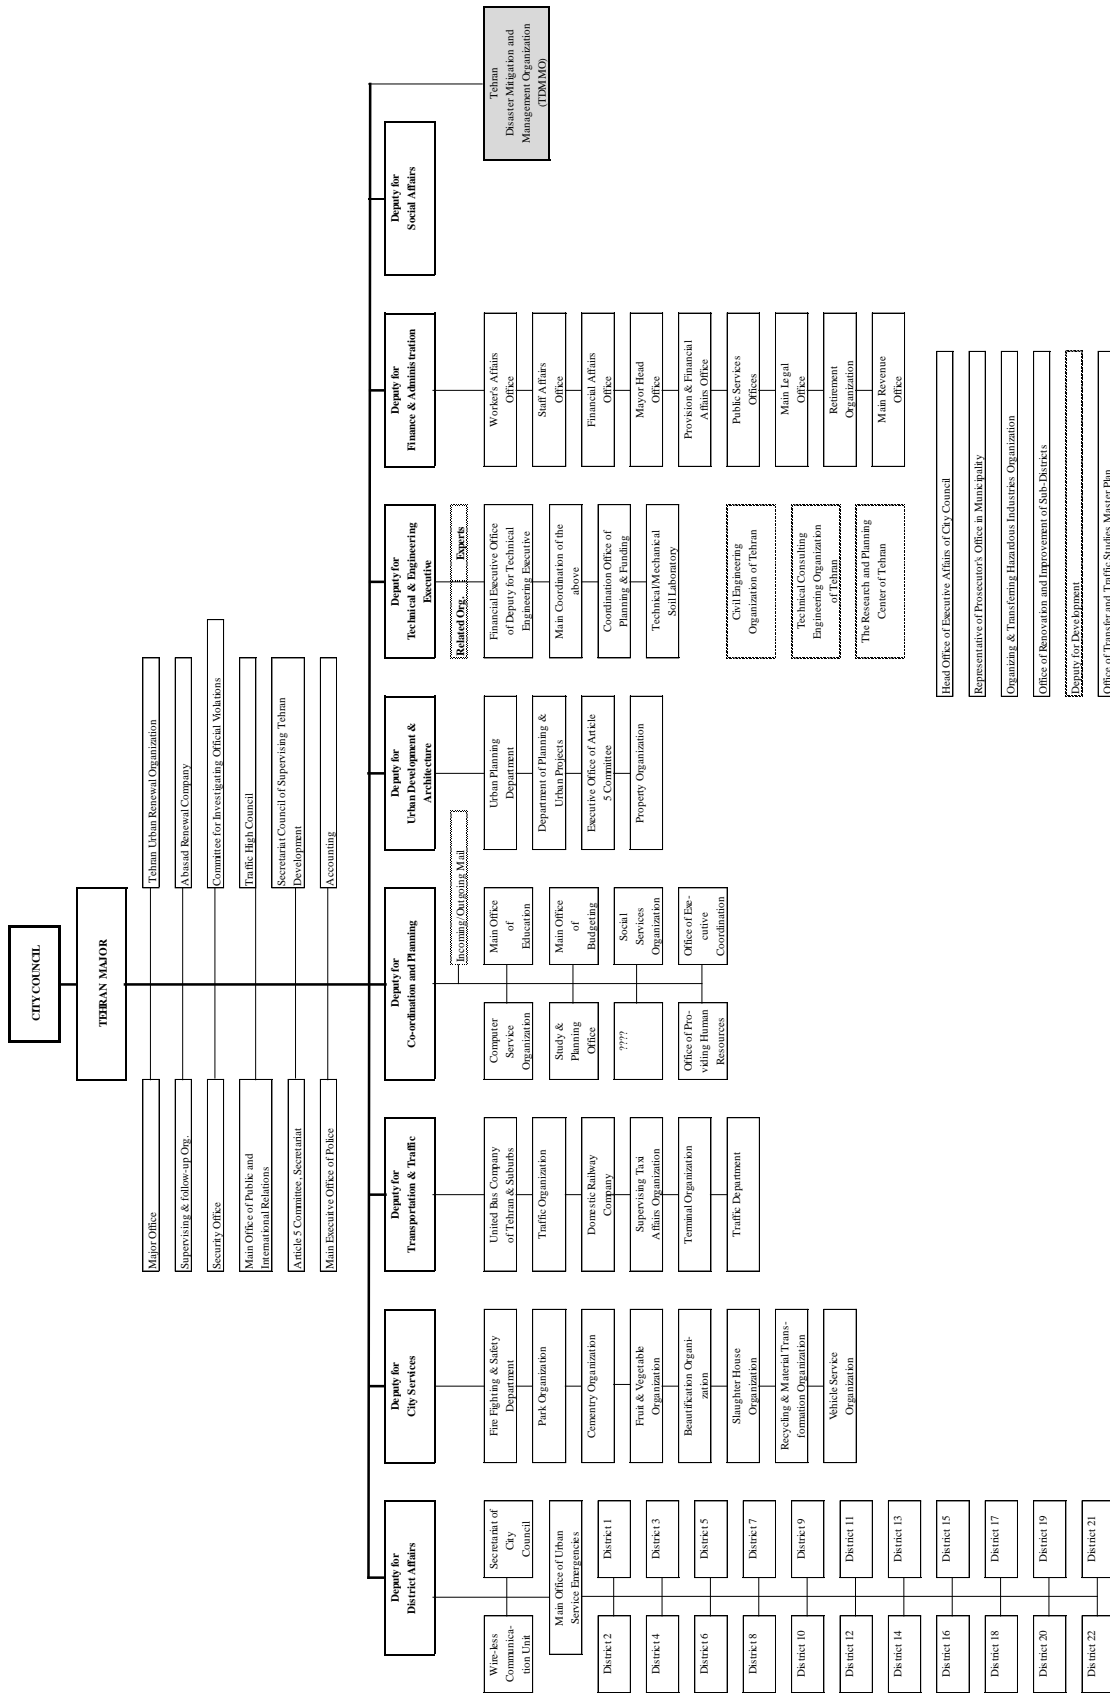 CITY COUNCIL
TEHRAN MAJOR
Major Office
Supervising & follow-up Org.
Security Office
Main Office of Public and
International Relations
Article 5 Committee, Secretariat
Main Executive Office of Police
Tehran Urban Renewal Organization
Abasad Renewal Company
Committee for Investigating Official Violations
Traffic High Council
Secretariat Council of Supervising Tehran
Development
Accounting
Deputy for
District Affairs
Wire-less
Communica-
tion Unit
Secretariat of
City
Council
Main Office of Urban
Service Emergencies
District 2
District 1
District 4
District 3
District 6
District 5
District 8
District 7
District 10
District 9
District 12
District 11
District 14
District 13
District 16
District 15
District 18
District 17
District 20
District 19
District 22
District 21
Deputy for
City Services
Fire Fighting & Safety
Department
Park Organization
Cementry Organization
Fruit & Vegetable
Organization
Beautification Organi-
zation
Slaughter House
Organization
Recycling & Material Trans-
formation Organization
Vehicle Service
Organization
Deputy for
Transportation & Traffic
United Bus Company
of Tehran & Suburbs
Traffic Organization
Domestic Railway
Company
Supervising Taxi
Affairs Organization
Terminal Organization
Traffic Department
Deputy for
Co-ordination and Planning
Incoming/Outgoing Mail
Computer
Service
Organization
Main Office
of
Education
Study &
Planning
Office
Main Office
of
Budgeting
????
Social
Services
Organization
Office of Pro-
viding Human
Resources
Office of Exe-
cutive
Coordination
Deputy for
Urban Development &
Architecture
Urban Planning
Department
Department of Planning &
Urban Projects
Executive Office of Article
5 Committee
Property Organization
Deputy for
Technical & Engineering
Executive
Related Org. Experts
Financial Executive Office
of Deputy for Technical
Engineering Executive
Main Coordination of the
above
Coordination Office of
Planning & Funding
Technical/Mechanical
Soil Laboratory
Civil Engineering
Organization of Tehran
Technical Consulting
Engineering Organization
of Tehran
The Research and Planning
Center of Tehran
Deputy for
Finance & Administration
Worker's Affairs
Office
Staff Affairs
Office
Financial Affairs
Office
Mayor Head
Office
Provision & Financial
Affairs Office
Public Services
Offices
Main Legal
Office
Retirement
Organization
Main Revenue
Office
Deputy for
Social Affairs
Tehran
Disaster Mitigation and
Management Organization
(TDMMO)
Head Office of Executive Affairs of City Council
Representative of Prosecutor's Office in Municipality
Organizing & Transferring Hazardous Industries Organization
Office of Renovation and Improvement of Sub-Districts
Deputy for Development
Office of Transfer and Traffic Studies, Master Plan